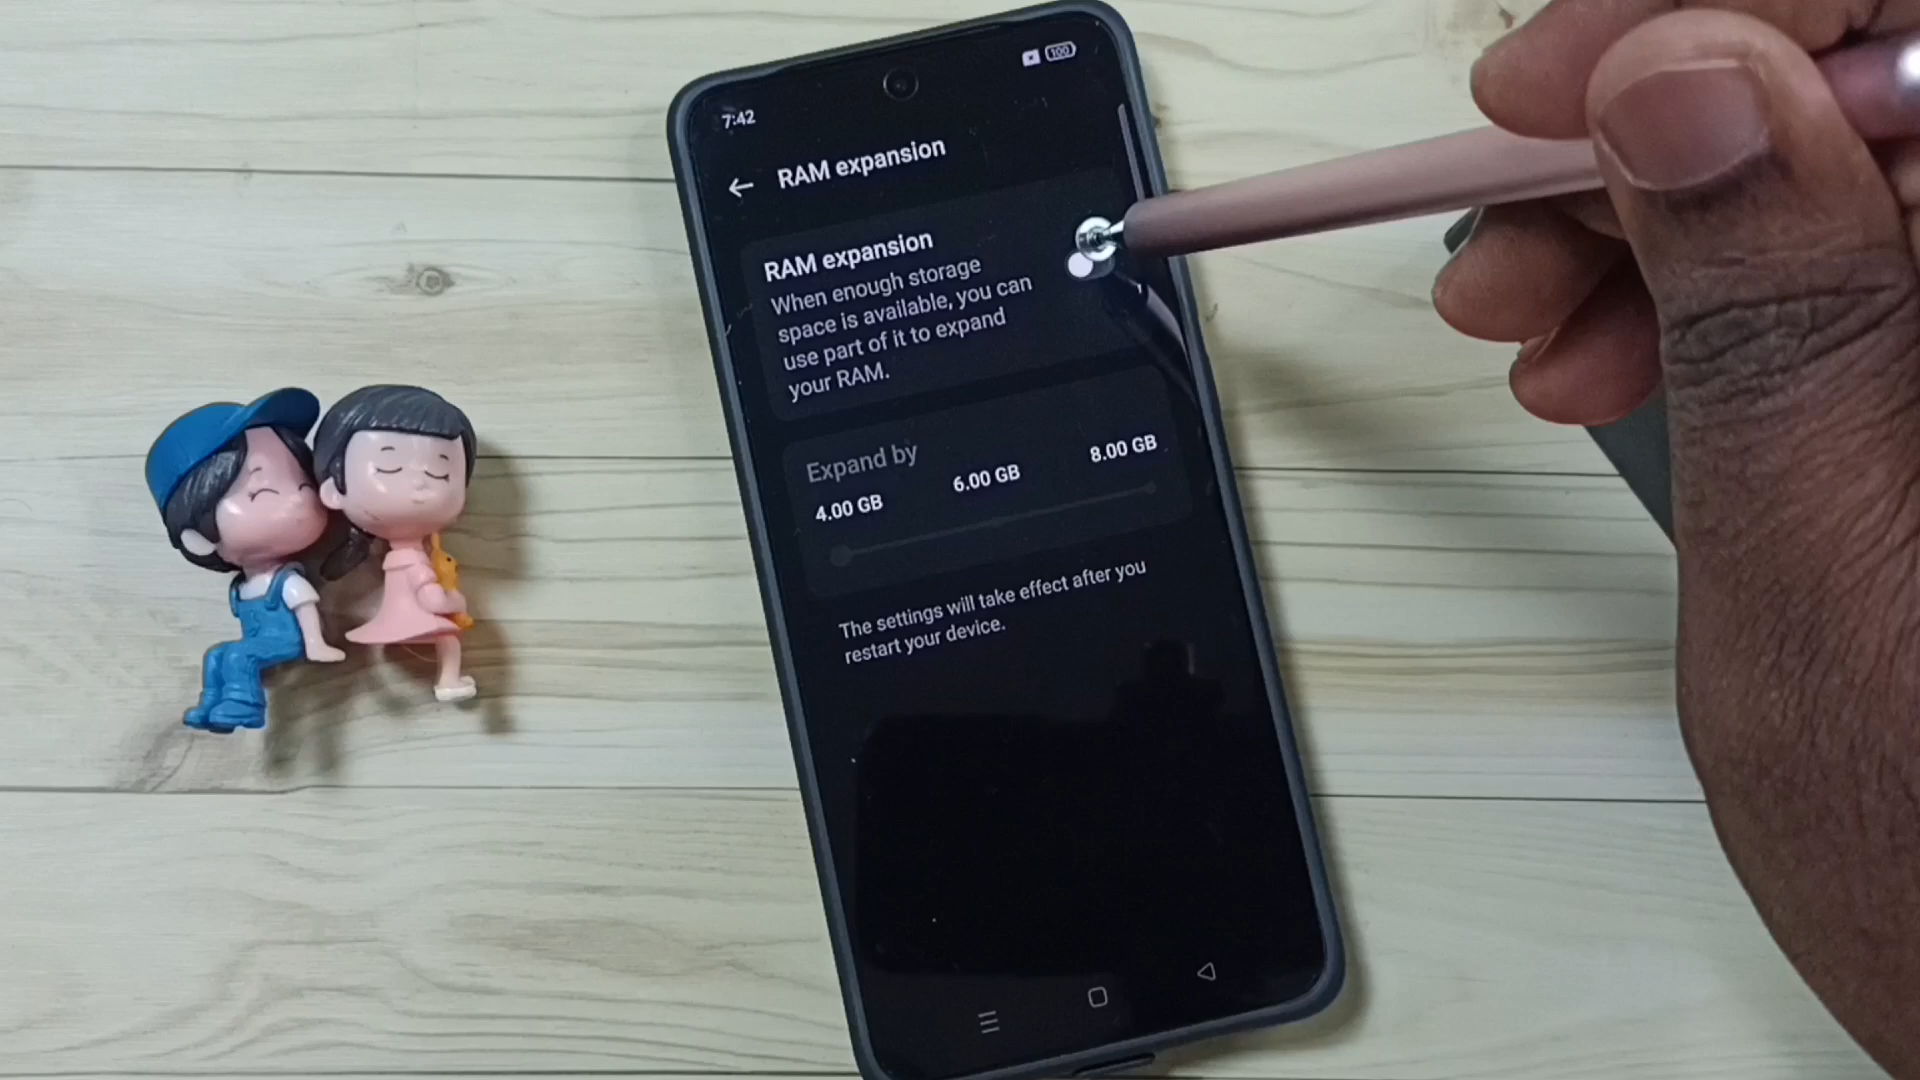 7:42
100
RAM expansion
RAM expansion
When enough storage
space is available, you can
use part of it to expand
your RAM.
Expand by
4.00 GB 6.00 GB 8.00 GB
The settings will take effect after you
restart your device.